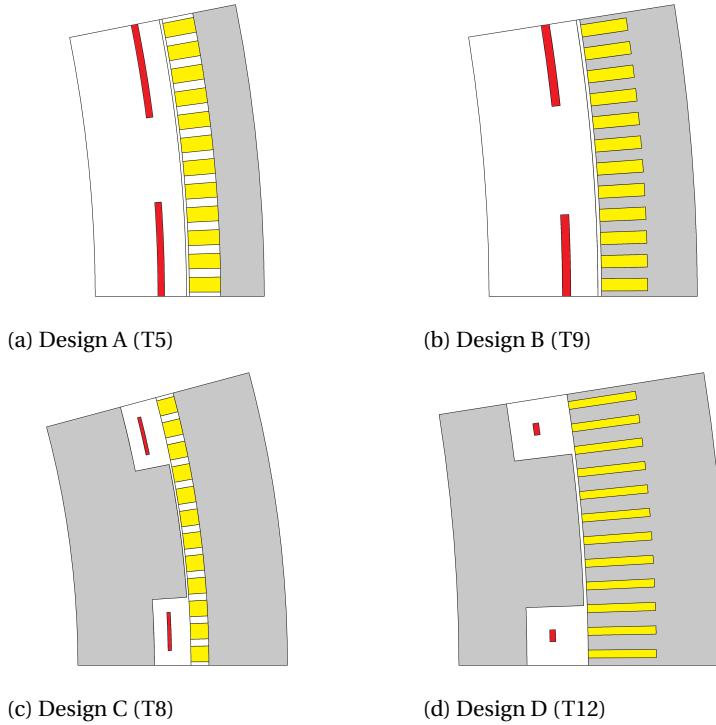 (a) Design A (T5)
(b) Design B (T9)
(c) Design C (T8)
(d) Design D (T12)